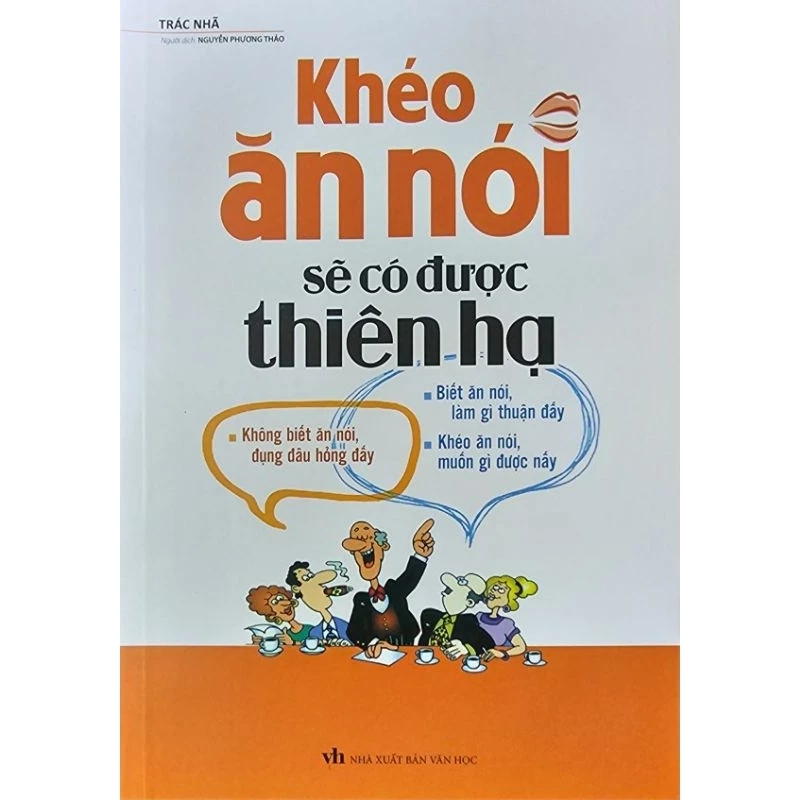 TRÁC NHÃ
Người dịch: NGUYỄN PHƯƠNG THẢO
Khéo
ăn nói
sẽ có được
thiên hạ
Biết ăn nói,
làm gì thuận đấy
Khéo ăn nói,
muốn gì được nấy
Không biết ăn nói,
đụng đâu hỏng đấy
vh NHÀ XUẤT BẢN VĂN HỌC